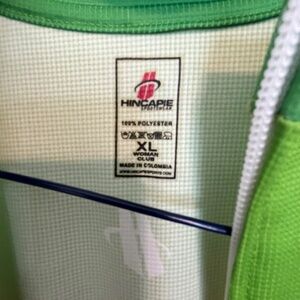 HINCAPIE
SPORTSWEAR
100% POLYESTER
XL
WOMAN
CLUB
MADE IN COLOMBIA
WWW.HINCAPIESPORTS.COM